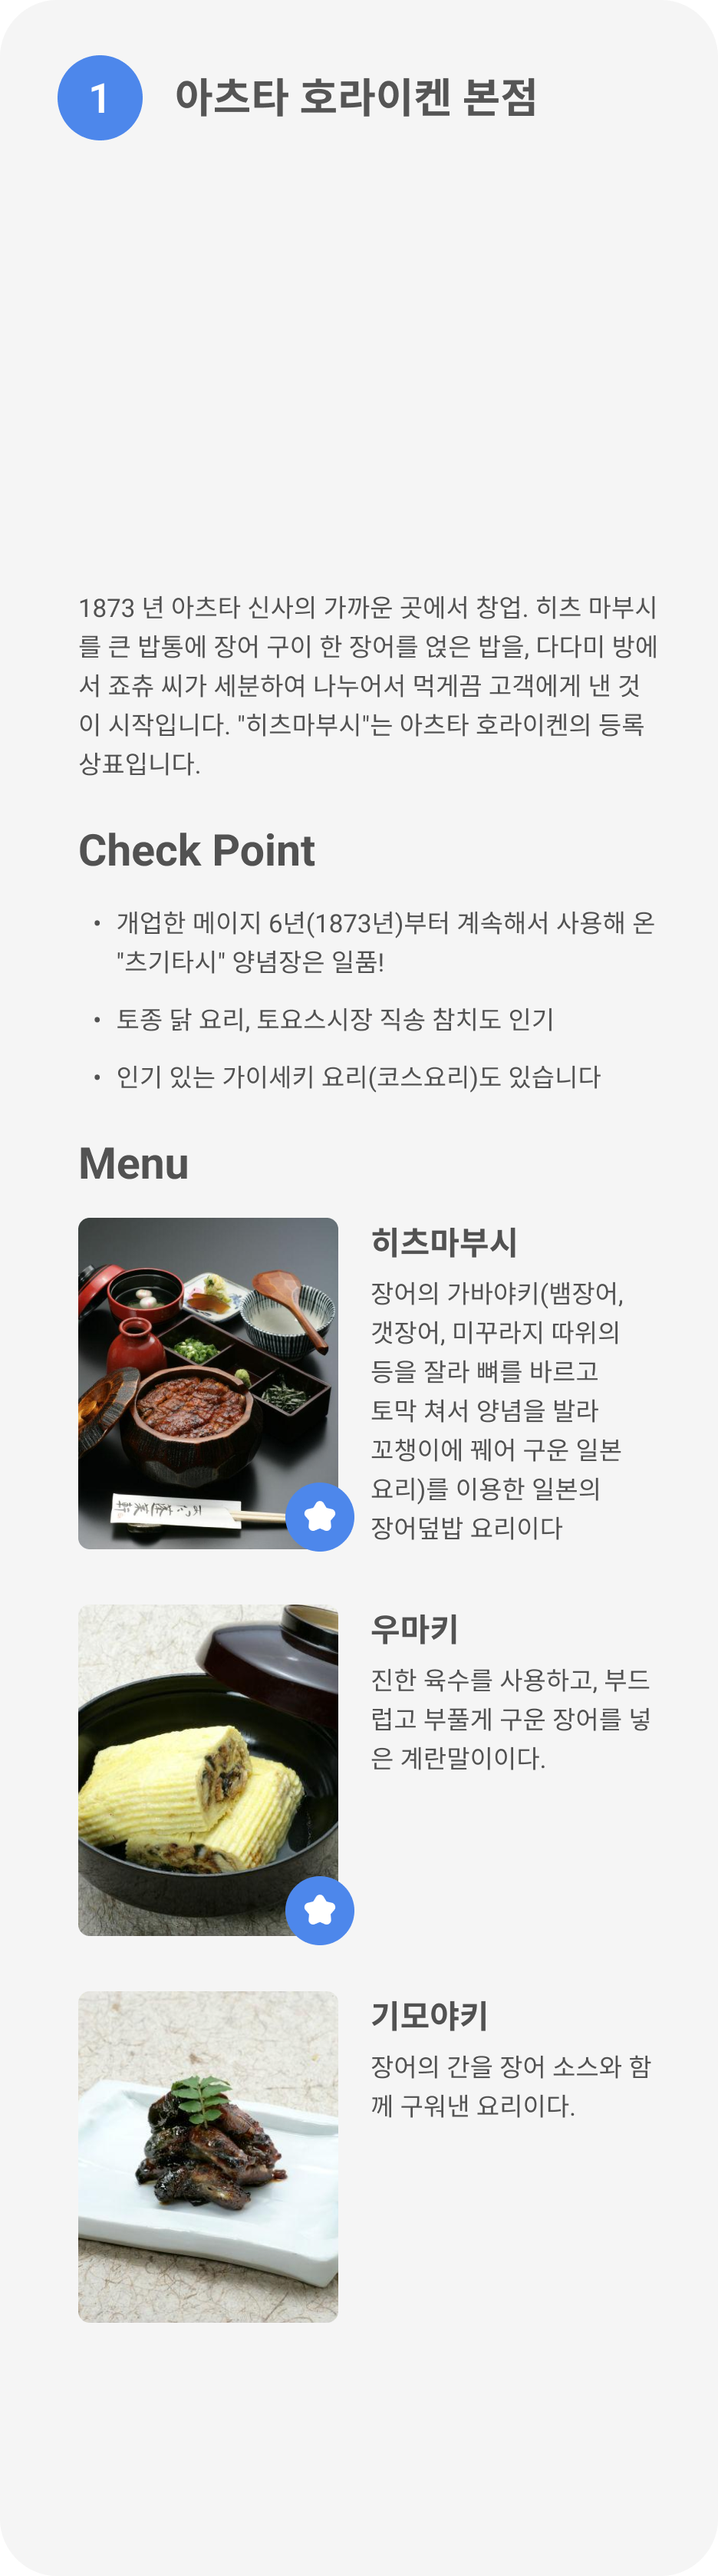 1
아츠타 호라이켄 본점
1873 년 아츠타 신사의 가까운 곳에서 창업. 히츠 마부시
를 큰 밥통에 장어 구이 한 장어를 얹은 밥을, 다다미 방에
서 죠츄 씨가 세분하여 나누어서 먹게끔 고객에게 낸 것
이 시작입니다. "히츠마부시"는 아츠타 호라이켄의 등록
상표입니다.
Check Point
• 개업한 메이지 6년(1873년)부터 계속해서 사용해 온
"츠기타시" 양념장은 일품!
• 토종 닭 요리, 토요스시장 직송 참치도 인기
• 인기 있는 가이세키 요리(코스요리)도 있습니다
Menu
히츠마부시
장어의 가바야키(뱀장어,
갯장어, 미꾸라지 따위의
등을 잘라 뼈를 바르고
토막 쳐서 양념을 발라
꼬챙이에 꿰어 구운 일본
요리)를 이용한 일본의
장어덮밥 요리이다
우마키
진한 육수를 사용하고, 부드
럽고 부풀게 구운 장어를 넣
은 계란말이이다.
기모야키
장어의 간을 장어 소스와 함
께 구워낸 요리이다.